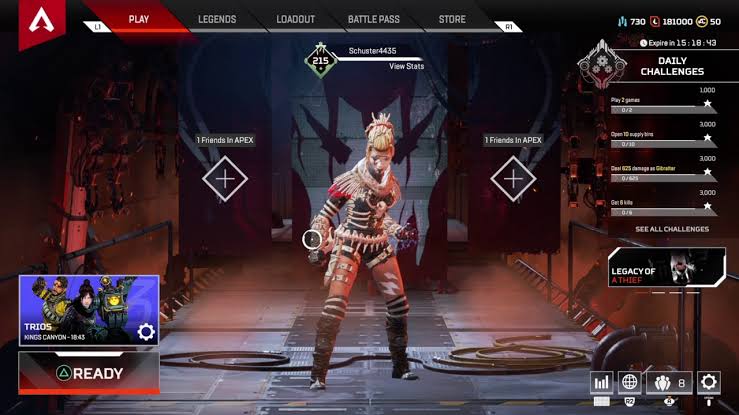 L1
PLAY
LEGENDS
LOADOUT
BATTLE PASS
STORE
R1
730
181000
50
Schuster4435
215
View Stats
Expire in 15:18:43
DAILY
CHALLENGES
1,000
Play 2 games
0/2
3,000
Open 10 supply bins
0/10
3,000
Deal 625 damage as Gibraltar
0/625
3,000
Get 6 kills
0/6
SEE ALL CHALLENGES
1 Friends In APEX
1 Friends In APEX
LEGACY OF
A THIEF
TRIOS
KINGS CANYON - 18:43
READY
8
R2